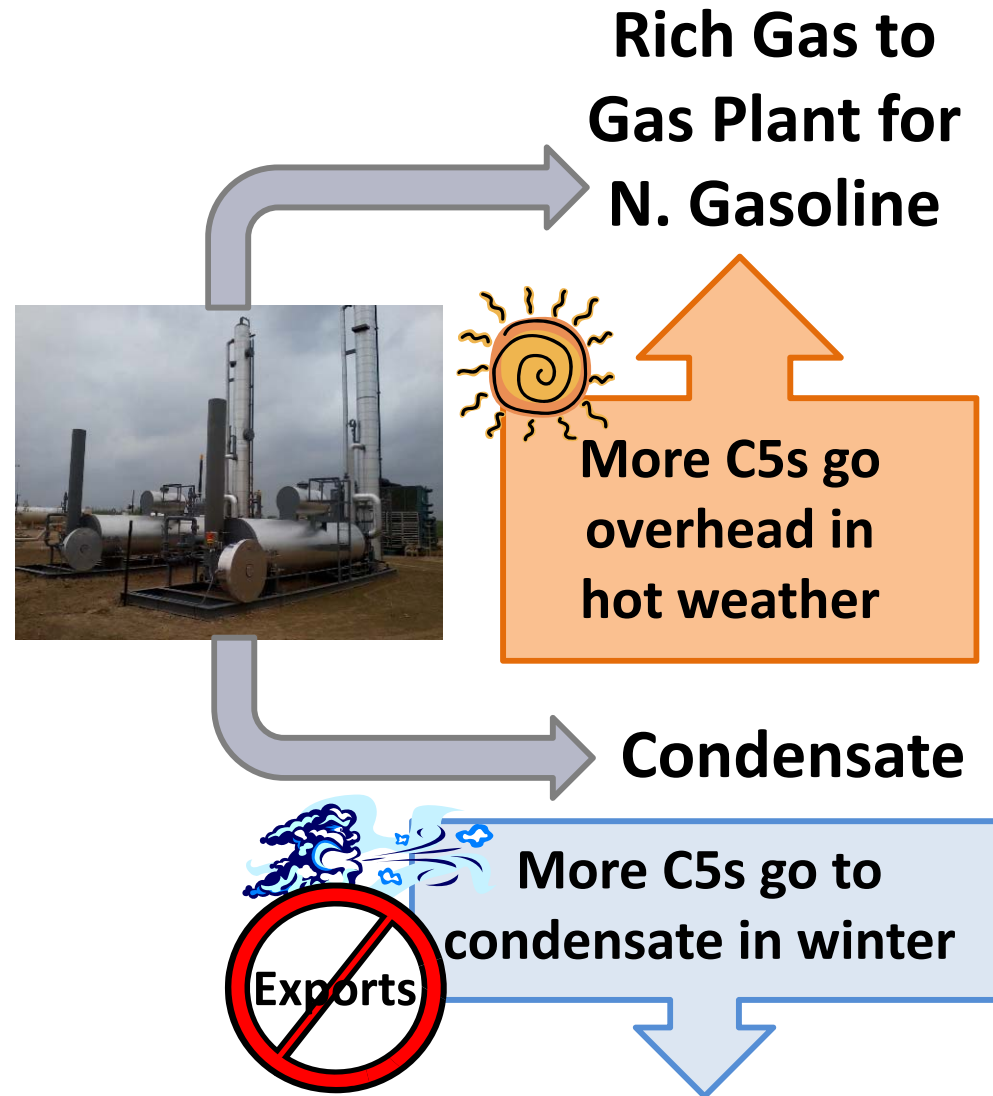 Rich Gas to
Gas Plant for
N. Gasoline
More C5s go
overhead in
hot weather
Condensate
More C5s go to
condensate in winter
Exports